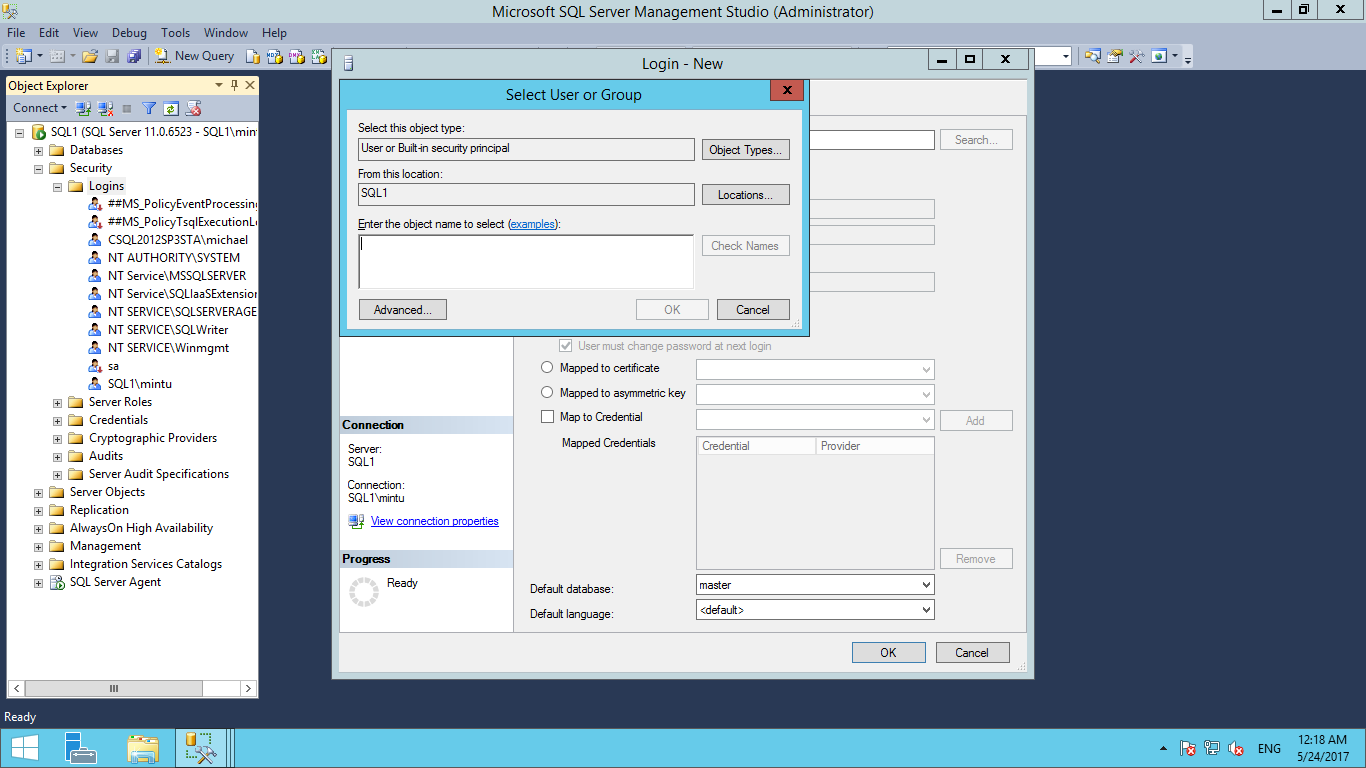 Microsoft SQL Server Management Studio (Administrator)
File Edit View Debug Tools Window Help
New Query
Object Explorer
Connect
SQL1 (SQL Server 11.0.6523 - SQL1\min
Databases
Security
Logins
##MS_PolicyEventProcessing
##MS_PolicyTsqlExecutionL
CSQL2012SP3STA\michael
NT AUTHORITY\SYSTEM
NT Service\MSSQLSERVER
NT Service\SQLIaaSExtension
NT SERVICE\SQLSERVERAGE
NT SERVICE\SQLWriter
NT SERVICE\Winmgmt
sa
SQL1\mintu
Server Roles
Credentials
Cryptographic Providers
Audits
Server Audit Specifications
Server Objects
Replication
AlwaysOn High Availability
Management
Integration Services Catalogs
SQL Server Agent
Login - New
Search...
Select User or Group
Select this object type:
User or Built-in security principal
Object Types...
From this location:
SQL1
Locations...
Enter the object name to select (examples):
Check Names
Advanced...
OK
Cancel
User must change password at next login
Mapped to certificate
Mapped to asymmetric key
Map to Credential
Add
Mapped Credentials
Credential Provider
Remove
Default database:
master
Default language:
<default>
Connection
Server:
SQL1
Connection:
SQL1\mintu
View connection properties
Progress
Ready
OK
Cancel
Ready
ENG
12:18 AM
5/24/2017